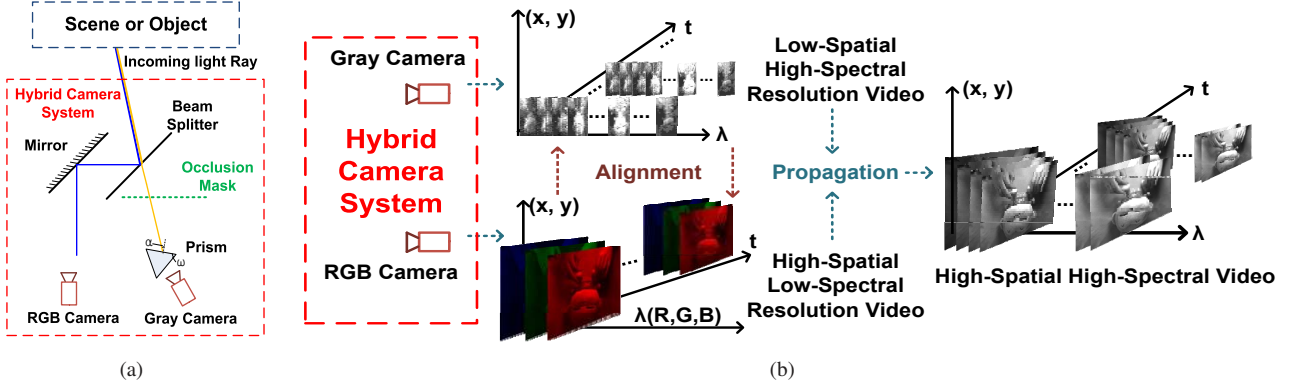 Scene or Object
Incoming light Ray
Hybrid Camera
System
Beam
Splitter
Mirror
Occlusion
Mask
α
ω
Prism
RGB Camera
Gray Camera
(a)
Gray Camera
Hybrid
Camera
System
RGB Camera
(x, y)
t
λ
Alignment
(x, y)
t
λ(R,G,B)
Low-Spatial
High-Spectral
Resolution Video
Propagation
High-Spatial
Low-Spectral
Resolution Video
(x, y)
t
λ
High-Spatial High-Spectral Video
(b)